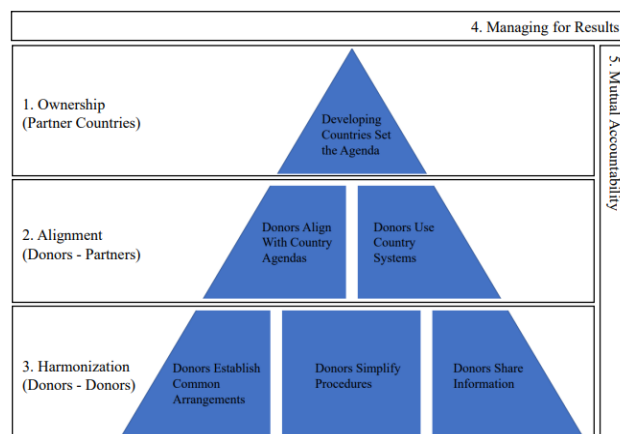 4. Managing for Results
5. Mutual Accountability
1. Ownership
(Partner Countries)
Developing
Countries Set
the Agenda
2. Alignment
(Donors - Partners)
Donors Align
With Country
Agendas
Donors Use
Country
Systems
3. Harmonization
(Donors - Donors)
Donors Establish
Common
Arrangements
Donors Simplify
Procedures
Donors Share
Information